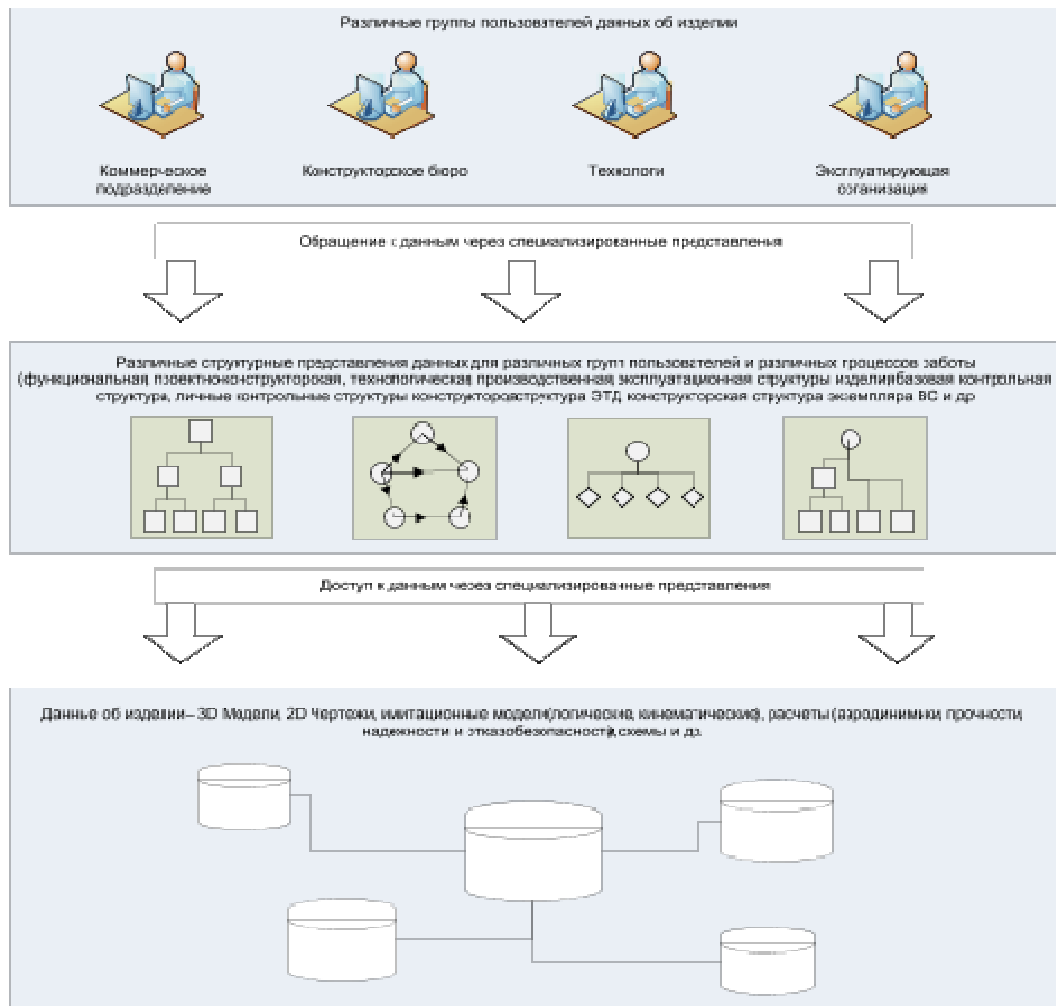 Различные группы пользователей данных об изделии
Коммерческое
подразделение
Конструкторское бюро
Технологи
Эксплуатирующая
организация
Обращение к данным через специализированные представления
Различные структурные представления данных для различных групп пользователей и различных процессов работы
(функциональная, проектноконструкторская, технологическая, производственная, эксплуатационная структуры изделия, базовая контрольная
структура, личные контрольные структуры конструкторов, структура ЭТД, конструкторская структура экземпляра ВС и др
Доступ к данным через специализированные представления
Данные об изделии – 3D Модели, 2D Чертежи, имитационные модели (логические, кинематические), расчеты (аэродинимики, прочности,
надежности и отказобезопасности), схемы и др.